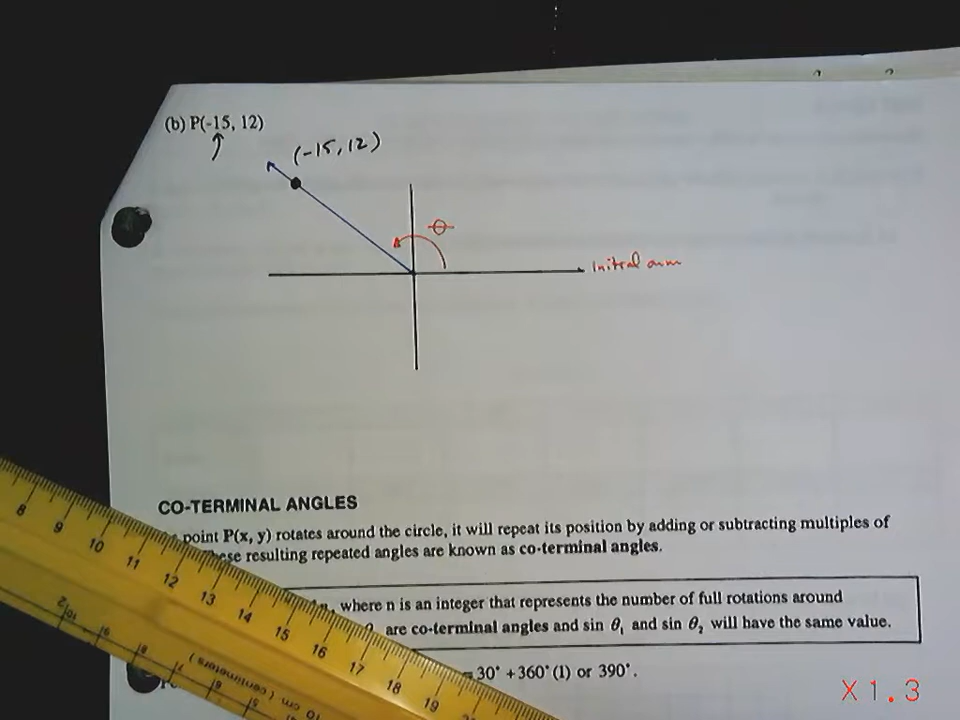 (b) P(-15, 12)
(-15, 12)
θ
initial arm
CO-TERMINAL ANGLES
point P(x, y) rotates around the circle, it will repeat its position by adding or subtracting multiples of
resulting repeated angles are known as co-terminal angles.
where n is an integer that represents the number of full rotations around
are co-terminal angles and sin θ₁ and sin θ₂ will have the same value.
= 30° + 360° (1) or 390°.
8 9 10 11 12 13 14 15 16 17 18 19
(centimeters)
X1.3